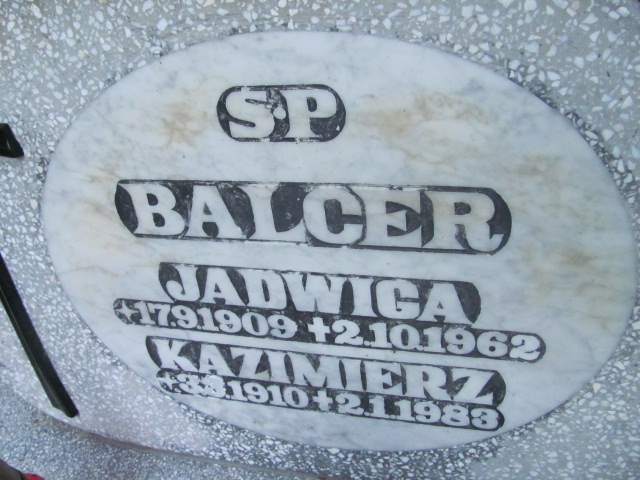 S.P
BALCER
JADWIGA
+17.9.1909 +2.10.1962
KAZIMIERZ
+3.3.1910 +2.1.1983